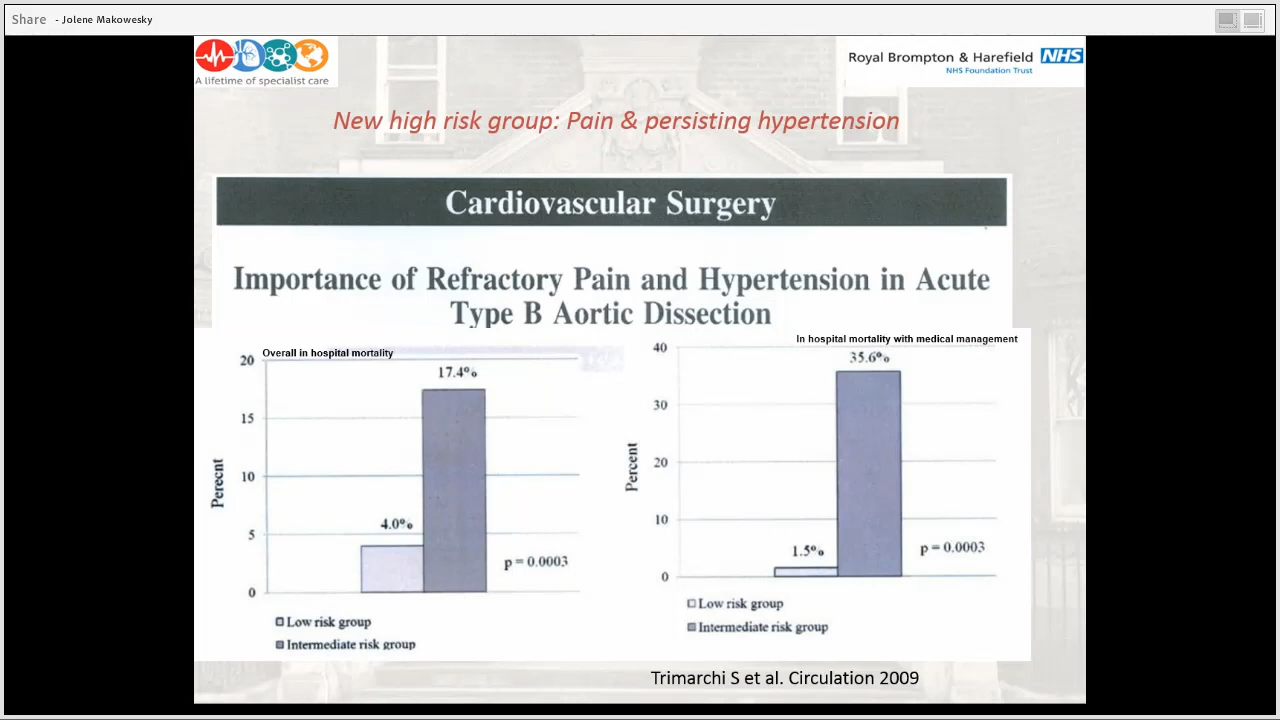 Share - Jolene Makowesky
A lifetime of specialist care
Royal Brompton & Harefield NHS
NHS Foundation Trust
New high risk group: Pain & persisting hypertension
Cardiovascular Surgery
Importance of Refractory Pain and Hypertension in Acute
Type B Aortic Dissection
Overall in hospital mortality
20
17.4%
15
Perecnt
10
4.0%
5
p = 0.0003
0
Low risk group
Intermediate risk group
In hospital mortality with medical management
40
35.6%
30
Percent
20
10
1.5%
p = 0.0003
0
Low risk group
Intermediate risk group
Trimarchi S et al. Circulation 2009